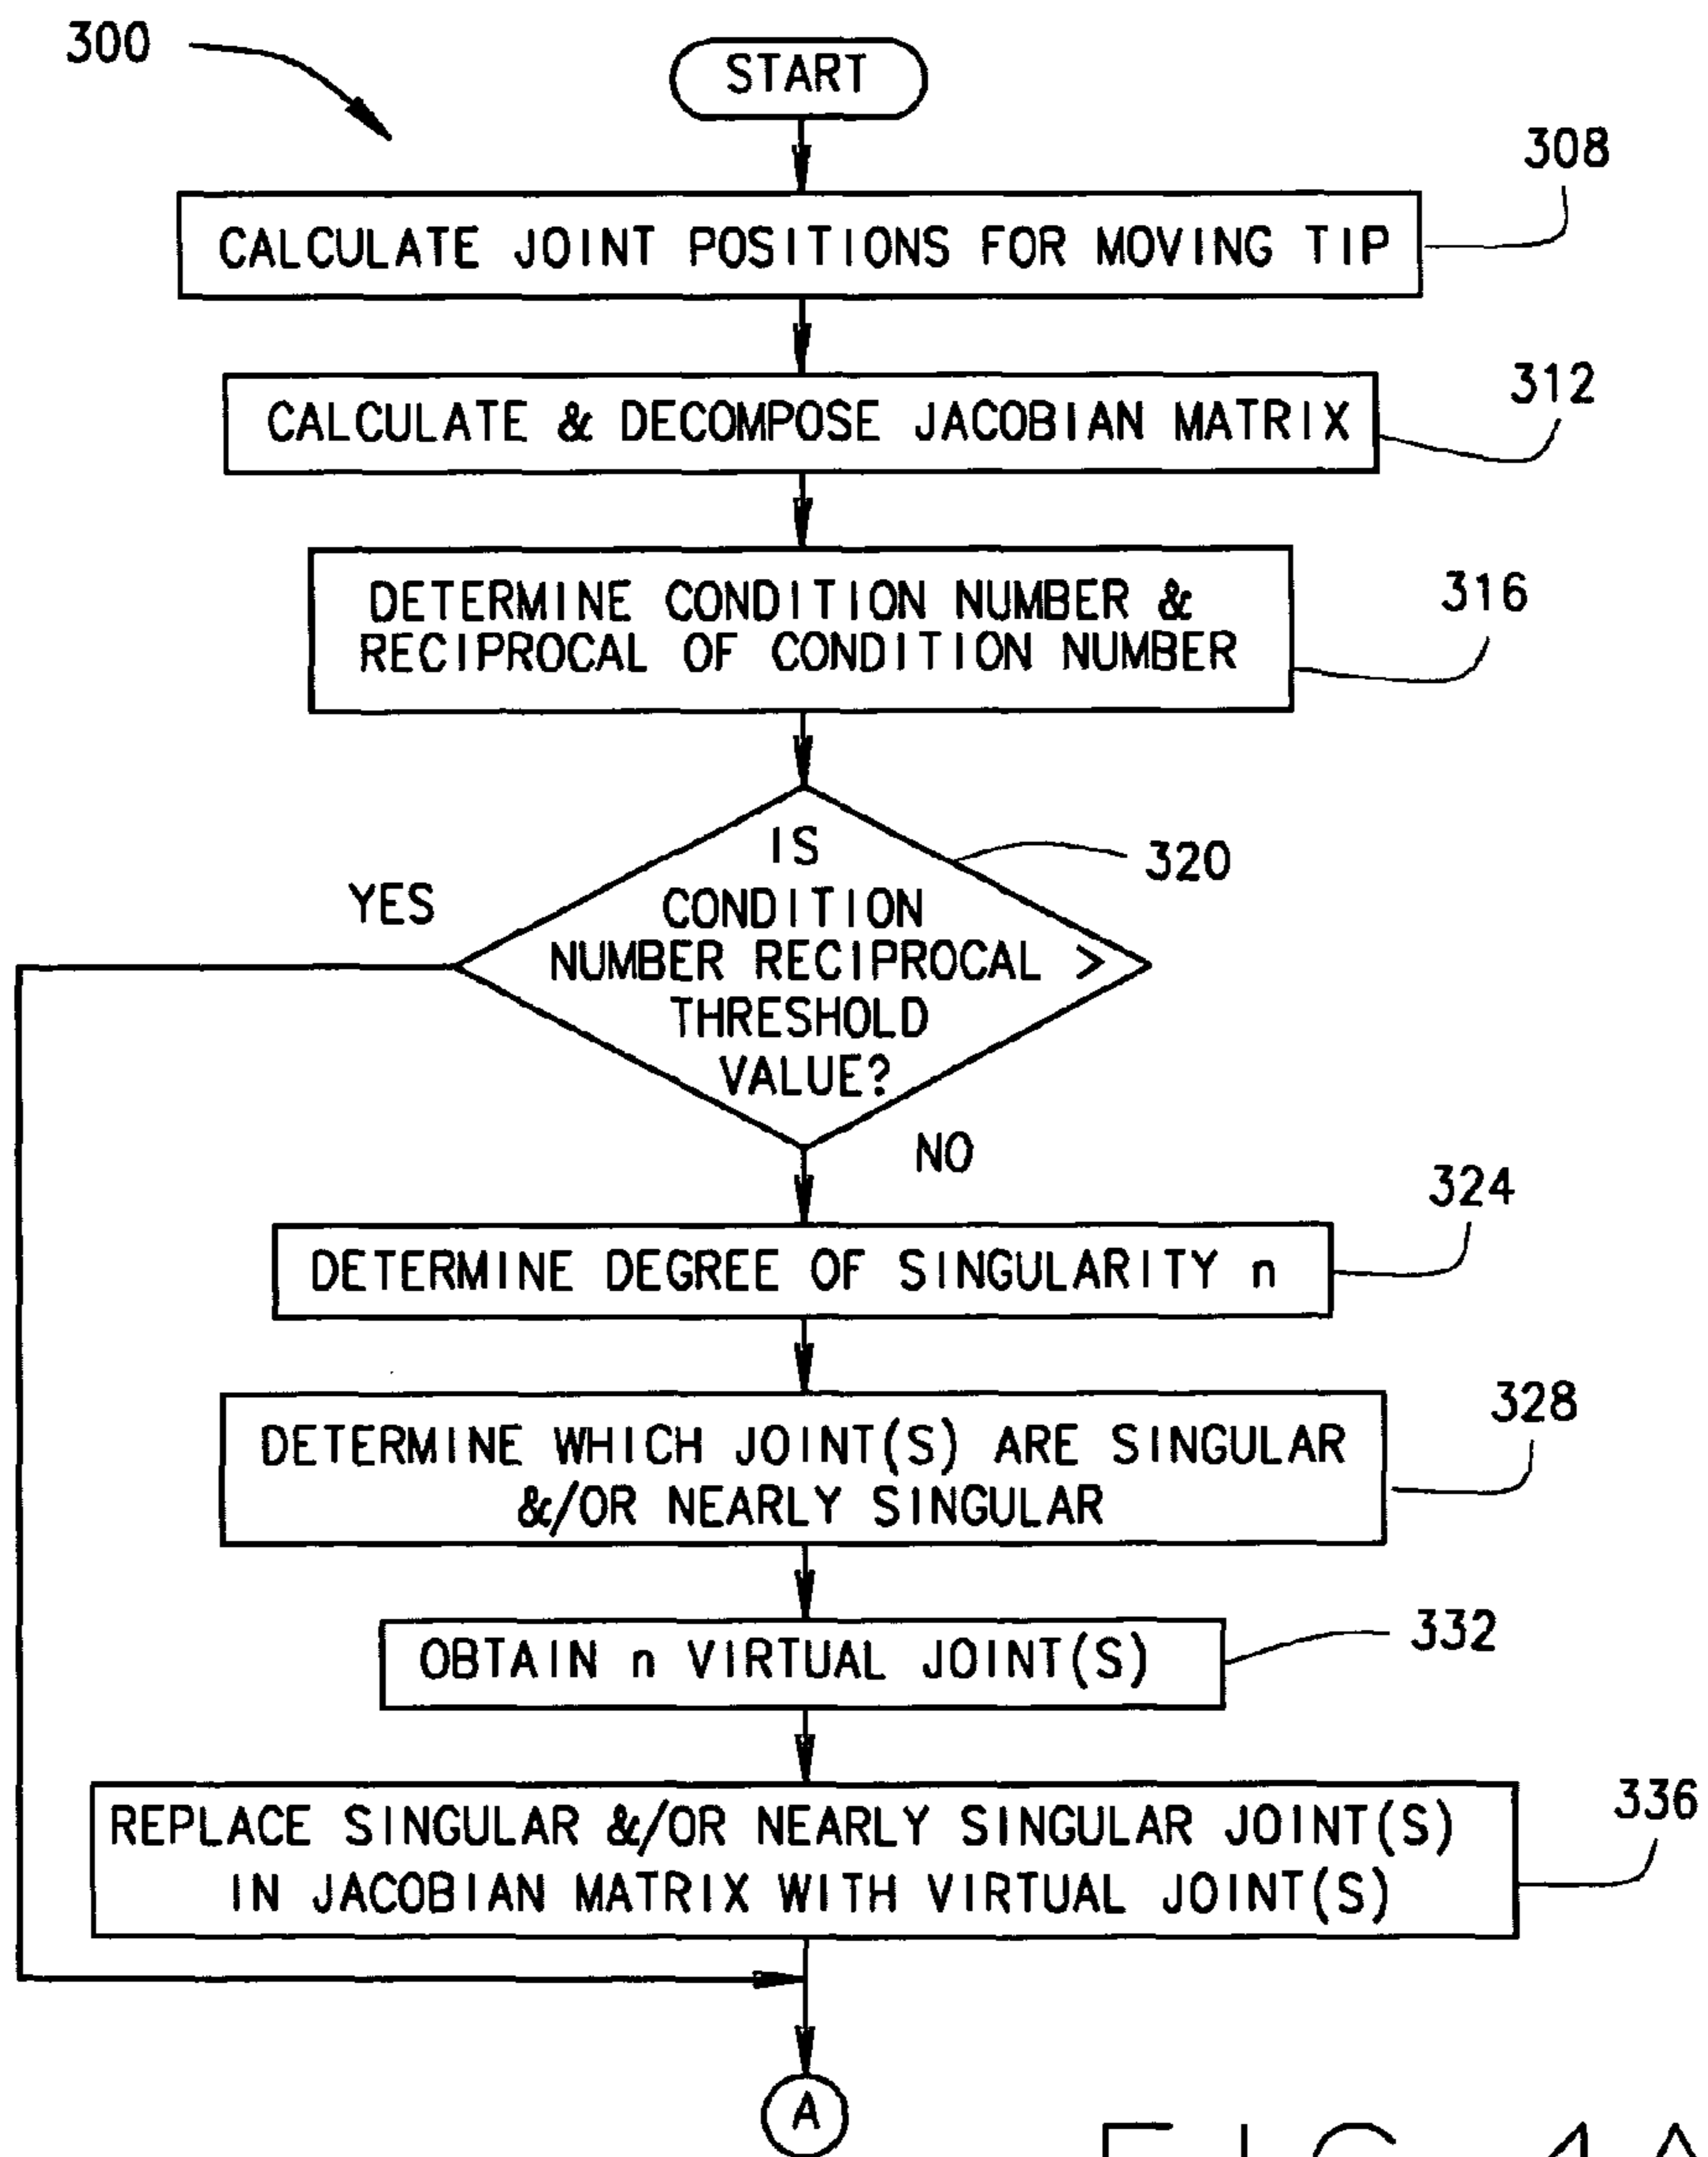 300
START
308
CALCULATE JOINT POSITIONS FOR MOVING TIP
312
CALCULATE & DECOMPOSE JACOBIAN MATRIX
316
DETERMINE CONDITION NUMBER &
RECIPROCAL OF CONDITION NUMBER
320
IS
CONDITION
NUMBER RECIPROCAL >
THRESHOLD
VALUE?
YES
NO
324
DETERMINE DEGREE OF SINGULARITY n
328
DETERMINE WHICH JOINT(S) ARE SINGULAR
&/OR NEARLY SINGULAR
332
OBTAIN n VIRTUAL JOINT(S)
336
REPLACE SINGULAR &/OR NEARLY SINGULAR JOINT(S)
IN JACOBIAN MATRIX WITH VIRTUAL JOINT(S)
A